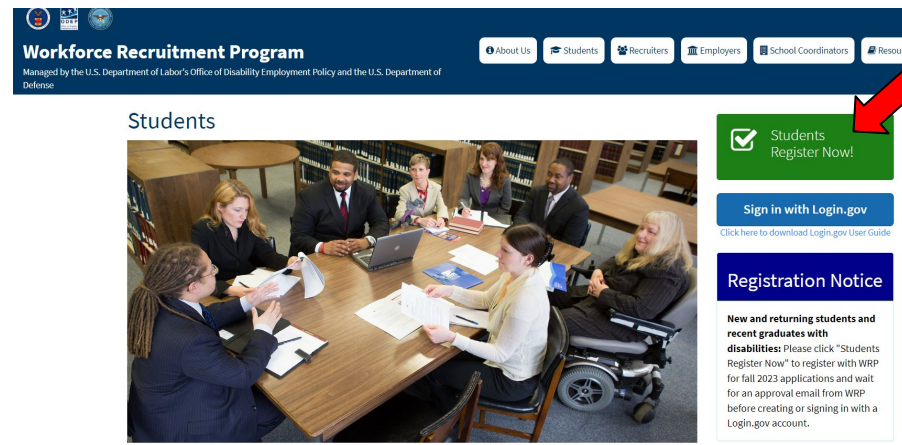 ODEP
Workforce Recruitment Program
Managed by the U.S. Department of Labor's Office of Disability Employment Policy and the U.S. Department of
Defense
About Us
Students
Recruiters
Employers
School Coordinators
Resou
Students
Students
Register Now!
Sign in with Login.gov
Click here to download Login.gov User Guide
Registration Notice
New and returning students and
recent graduates with
disabilities: Please click "Students
Register Now" to register with WRP
for fall 2023 applications and wait
for an approval email from WRP
before creating or signing in with a
Login.gov account.